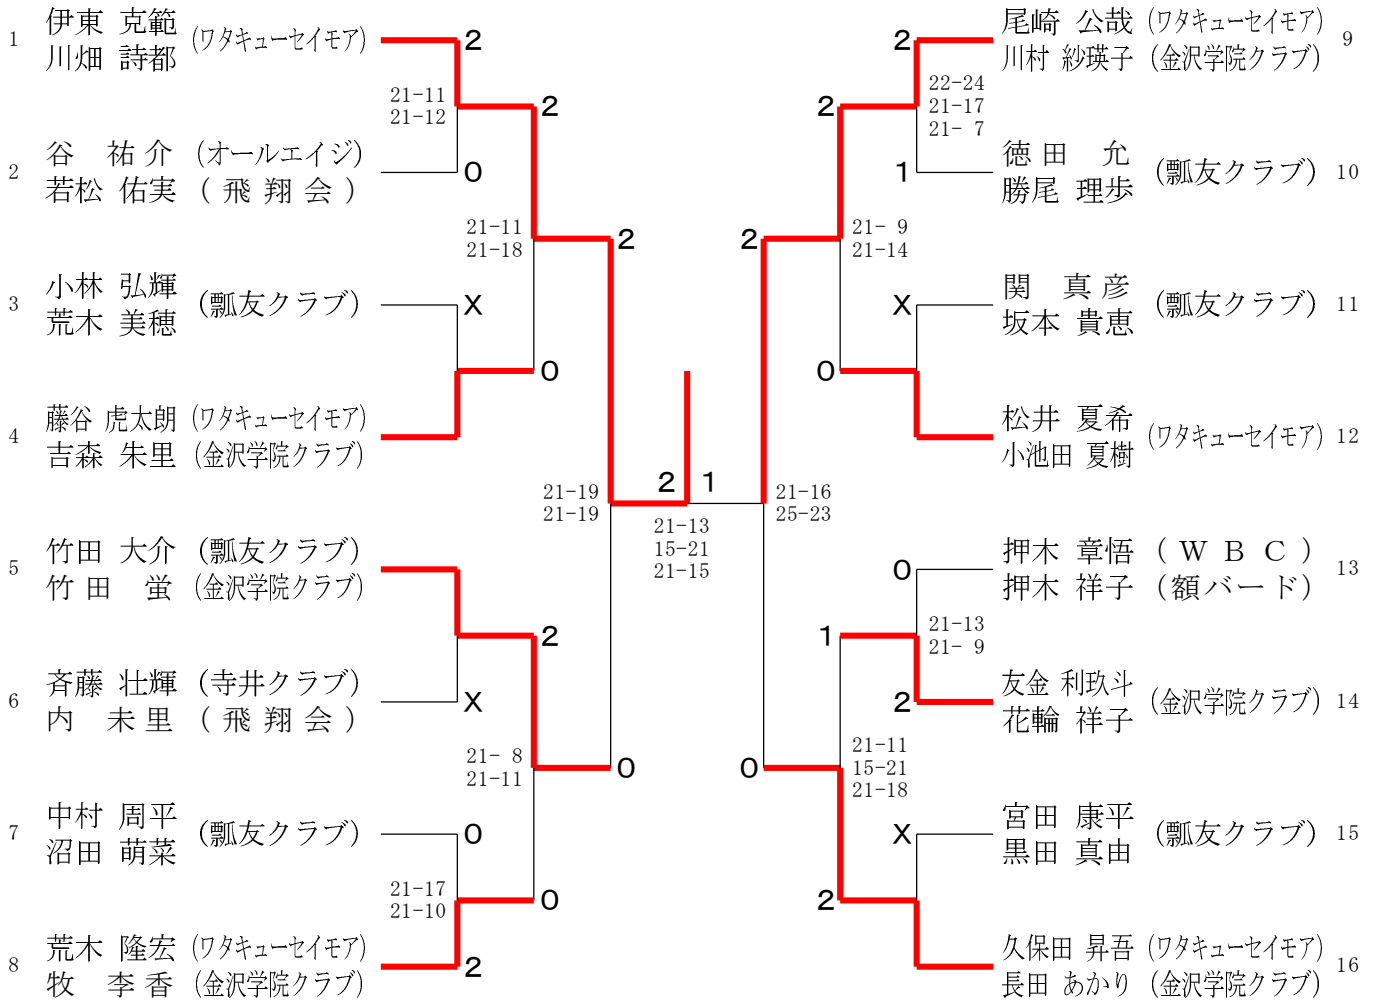 1 伊東 克範 (ワタキューセイモア) 2
川畑 詩都
21-11
21-12
2
2 谷 祐介 (オールエイジ) 0
若松 佑実 (飛翔会)
21-11
21-18
2
3 小林 弘輝 (瓢友クラブ) X
荒木 美穂
0
4 藤谷 虎太朗 (ワタキューセイモア)
吉森 朱里 (金沢学院クラブ)
21-19
21-19
5 竹田 大介 (瓢友クラブ)
竹田 蛍 (金沢学院クラブ)
2
6 斉藤 壮輝 (寺井クラブ) X
内 未里 (飛翔会)
21- 8
21-11
0
7 中村 周平 (瓢友クラブ) 0
沼田 萌菜
21-17
21-10
0
8 荒木 隆宏 (ワタキューセイモア) 2
牧 李香 (金沢学院クラブ)
2 1
21-13
15-21
21-15
2 尾崎 公哉 (ワタキューセイモア) 9
川村 紗瑛子 (金沢学院クラブ)
22-24
21-17
21- 7
2
1 徳田 允 (瓢友クラブ) 10
勝尾 理歩
2
21- 9
21-14
X 関 真彦 (瓢友クラブ) 11
坂本 貴恵
0
松井 夏希 (ワタキューセイモア) 12
小池田 夏樹
21-16
25-23
0 押木 章悟 (WBC) 13
押木 祥子 (額バード)
21-13
21- 9
1
2 友金 利玖斗 (金沢学院クラブ) 14
花輪 祥子
0
21-11
15-21
21-18
X 宮田 康平 (瓢友クラブ) 15
黒田 真由
2
久保田 昇吾 (ワタキューセイモア) 16
長田 あかり (金沢学院クラブ)